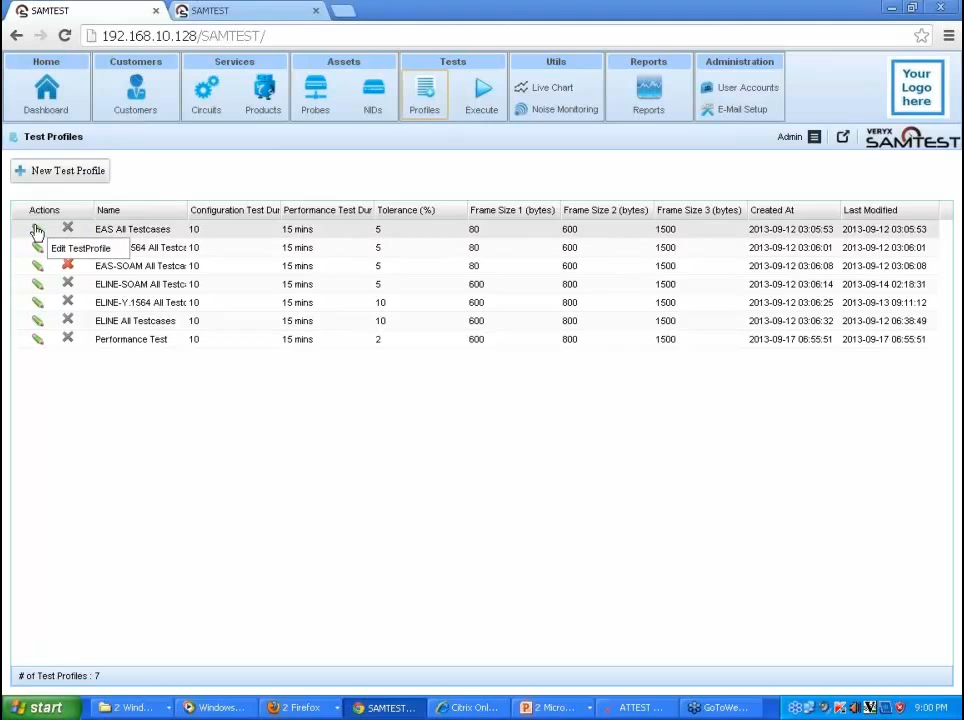 SAMTEST
SAMTEST
192.168.10.128/SAMTEST/
Home Customers Services Assets Tests Utils Reports Administration
Live Chart User Accounts
Dashboard Customers Circuits Products Probes NIDs Profiles Execute Noise Monitoring Reports E-Mail Setup
Your
Logo
here
Test Profiles Admin VERYX SAMTEST
New Test Profile
Actions Name Configuration Test Dur Performance Test Dur Tolerance (%) Frame Size 1 (bytes) Frame Size 2 (bytes) Frame Size 3 (bytes) Created At Last Modified
EAS All Testcases 10 15 mins 5 80 600 1500 2013-09-12 03:05:53 2013-09-12 03:05:53
Edit TestProfile 1564 All Testca 10 15 mins 5 80 600 1500 2013-09-12 03:06:01 2013-09-12 03:06:01
EAS-SOAM All Testca 10 15 mins 5 80 600 1500 2013-09-12 03:06:08 2013-09-12 03:06:08
ELINE-SOAM All Testc 10 15 mins 5 600 800 1500 2013-09-12 03:06:14 2013-09-14 02:18:31
ELINE-Y.1564 All Testc 10 15 mins 10 600 800 1500 2013-09-12 03:06:25 2013-09-13 09:11:12
ELINE All Testcases 10 15 mins 10 600 800 1500 2013-09-12 03:06:32 2013-09-12 06:38:49
Performance Test 10 15 mins 2 600 800 1500 2013-09-17 06:55:51 2013-09-17 06:55:51
# of Test Profiles : 7
start 2 Wind... Windows... 2 Firefox SAMTEST... Citrix Onl... 2 Micro... ATTEST ... GoToWe... 9:00 PM